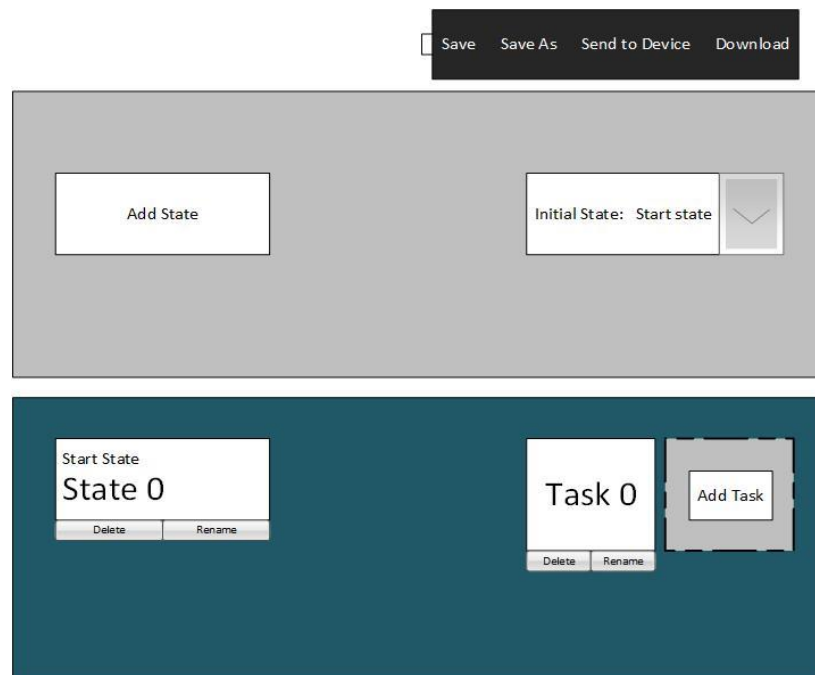 Save Save As Send to Device Download
Add State
Initial State: Start state
Start State
State 0
Delete Rename
Task 0
Delete Rename
Add Task